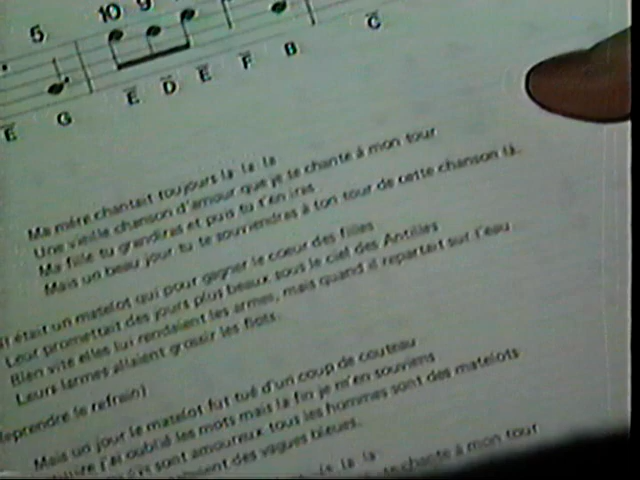 5 10 9
E G E D E F D C
Ma mère chantait toujours la la la
Une vieille chanson d'amour que je te chante à mon tour
Ma fille tu grandiras et puis tu t'en iras
Mais un beau jour tu te souviendras à ton tour de cette chanson là.
Il était un matelot qui pour gagner le coeur des filles
Leur promettait des jours plus beaux sous le ciel des Antilles
Bien vite elles lui rendaient les armes, mais quand il repartait sur l'eau
Leurs larmes allaient grossir les flots.
Reprendre le refrain)
Mais un jour le matelot fut tué d'un coup de couteau
j'ai oublié les mots mais la fin je m'en souviens
sont amoureux tous les hommes sont des matelots
des vagues bleues.
la la
chante à mon tour